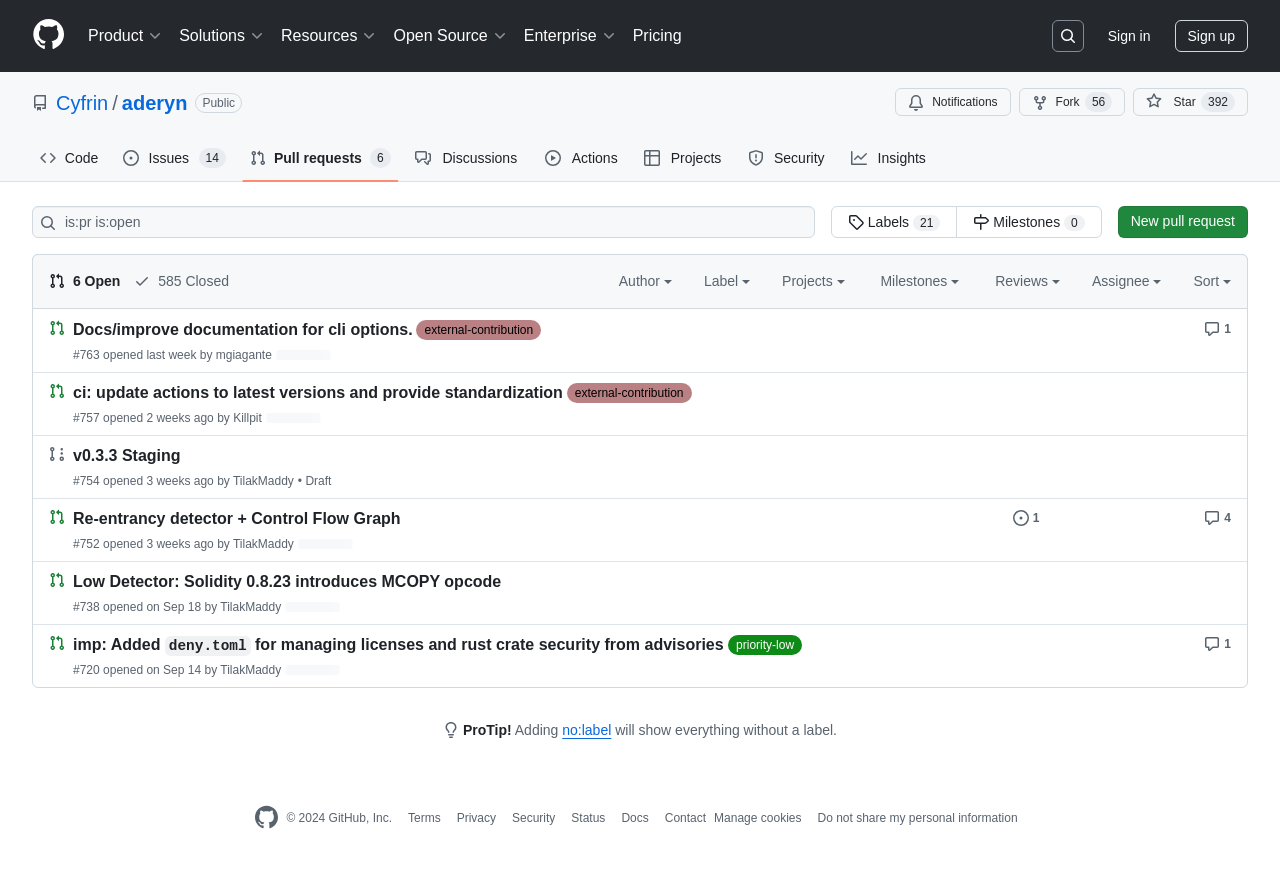 Product Solutions Resources Open Source Enterprise Pricing Sign in Sign up
Cyfrin / aderyn Public Notifications Fork 56 Star 392
Code Issues 14 Pull requests 6 Discussions Actions Projects Security Insights
is:pr is:open Labels 21 Milestones 0 New pull request
6 Open 585 Closed Author Label Projects Milestones Reviews Assignee Sort
Docs/improve documentation for cli options. external-contribution 1
#763 opened last week by mgiagante
ci: update actions to latest versions and provide standardization external-contribution
#757 opened 2 weeks ago by Killpit
v0.3.3 Staging
#754 opened 3 weeks ago by TilakMaddy • Draft
Re-entrancy detector + Control Flow Graph 1 4
#752 opened 3 weeks ago by TilakMaddy
Low Detector: Solidity 0.8.23 introduces MCOPY opcode
#738 opened on Sep 18 by TilakMaddy
imp: Added deny.toml for managing licenses and rust crate security from advisories priority-low 1
#720 opened on Sep 14 by TilakMaddy
ProTip! Adding no:label will show everything without a label.
© 2024 GitHub, Inc. Terms Privacy Security Status Docs Contact Manage cookies Do not share my personal information